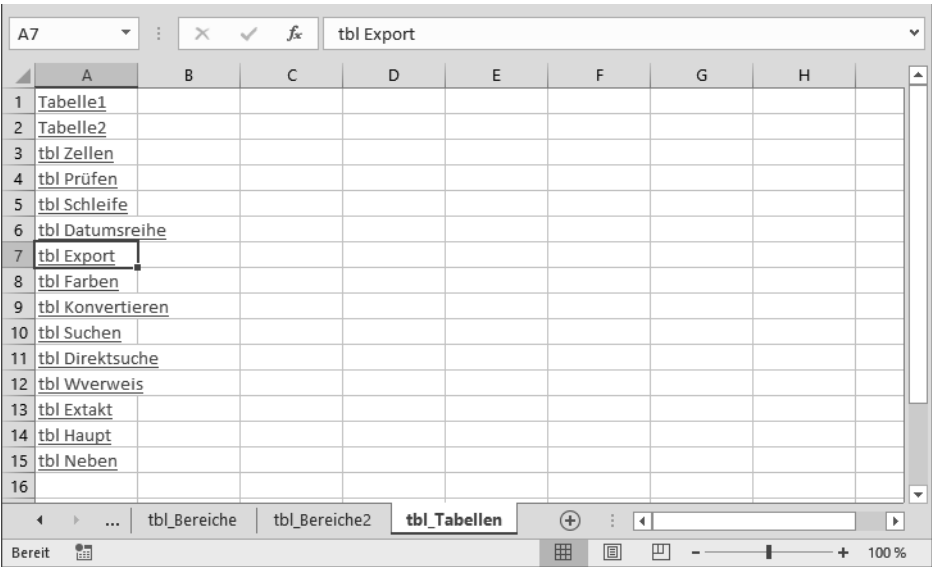 A7 fx tbl Export
A B C D E F G H
1 Tabelle1
2 Tabelle2
3 tbl Zellen
4 tbl Prüfen
5 tbl Schleife
6 tbl Datumsreihe
7 tbl Export
8 tbl Farben
9 tbl Konvertieren
10 tbl Suchen
11 tbl Direktsuche
12 tbl Wverweis
13 tbl Extakt
14 tbl Haupt
15 tbl Neben
16
... tbl_Bereiche tbl_Bereiche2 tbl_Tabellen
Bereit 100 %